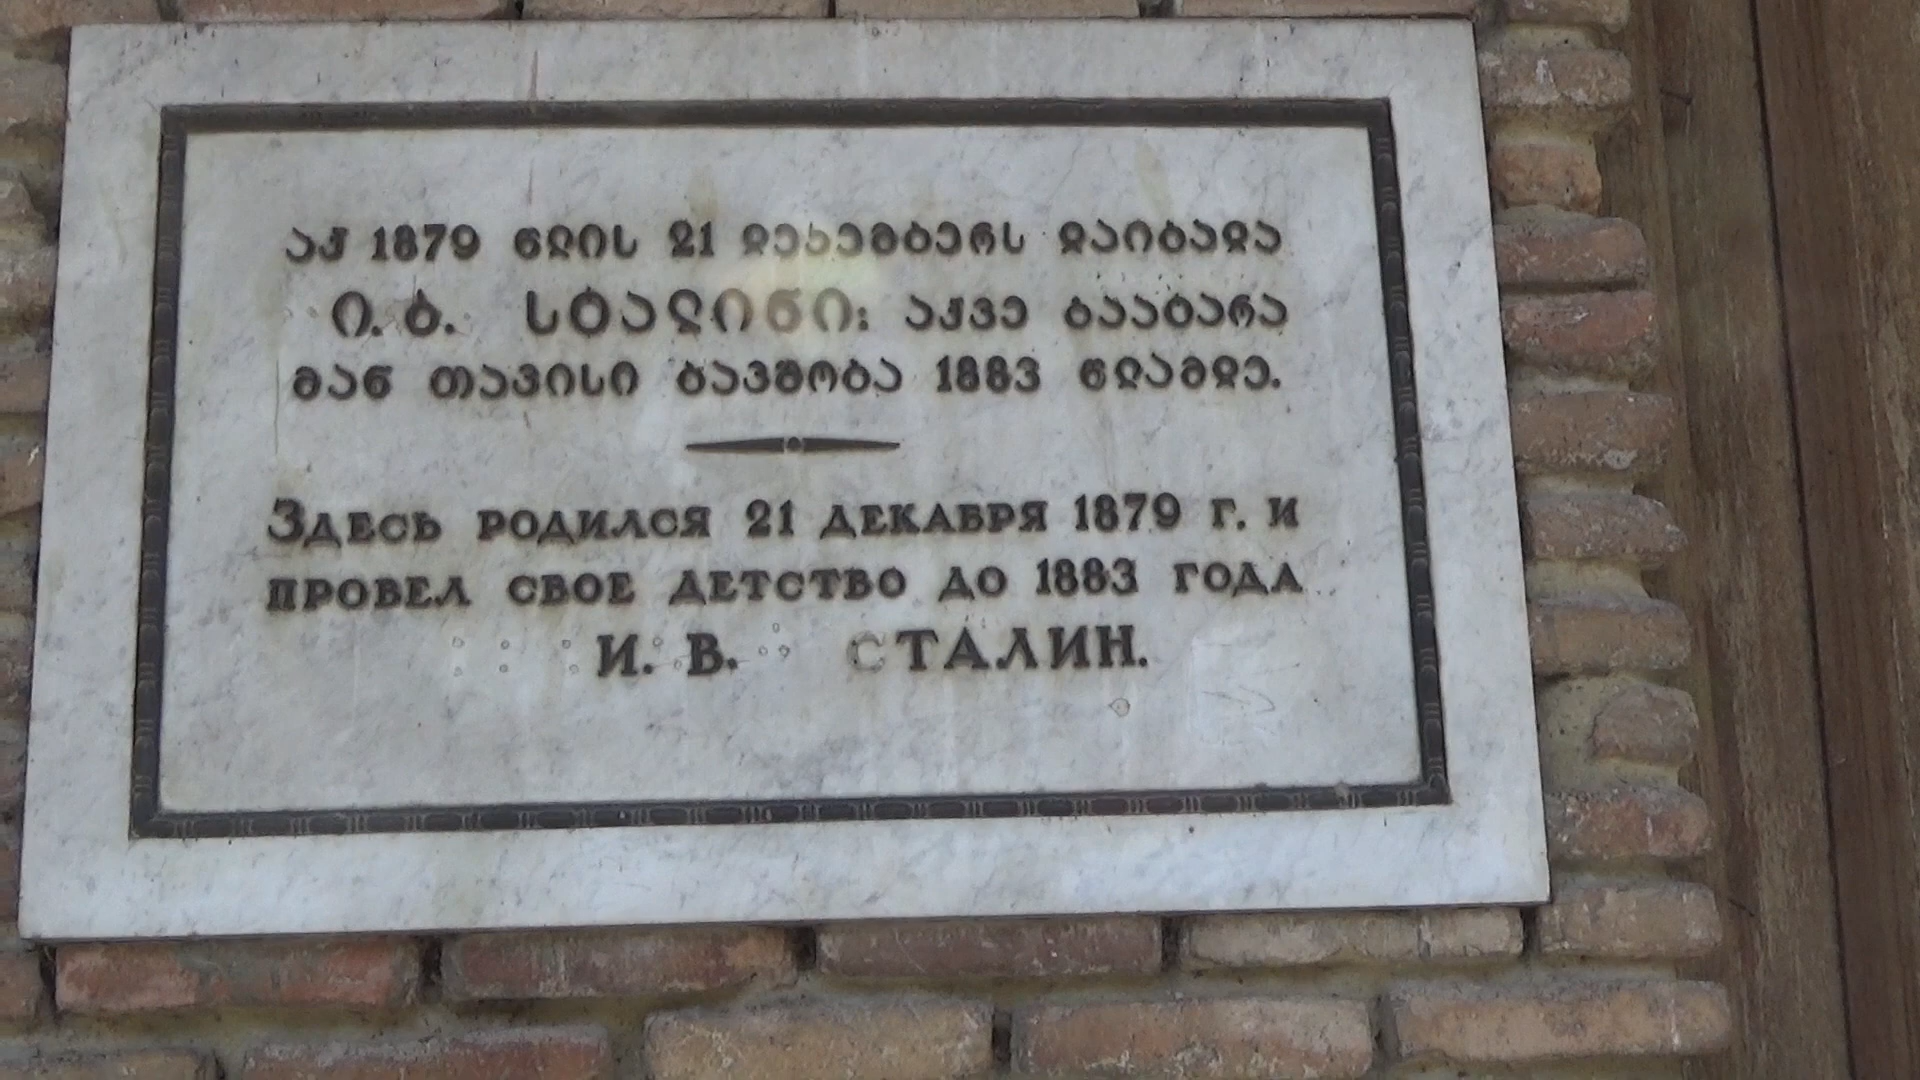 აქ 1879 წლის 21 დეკემბერს დაიბადა
ი. ბ. სტალინი: აქვე გაატარა
მან თავისი ბავშობა 1883 წლამდე.
Здесь родился 21 декабря 1879 г. и
провел свое детство до 1883 года
И. В. Сталин.